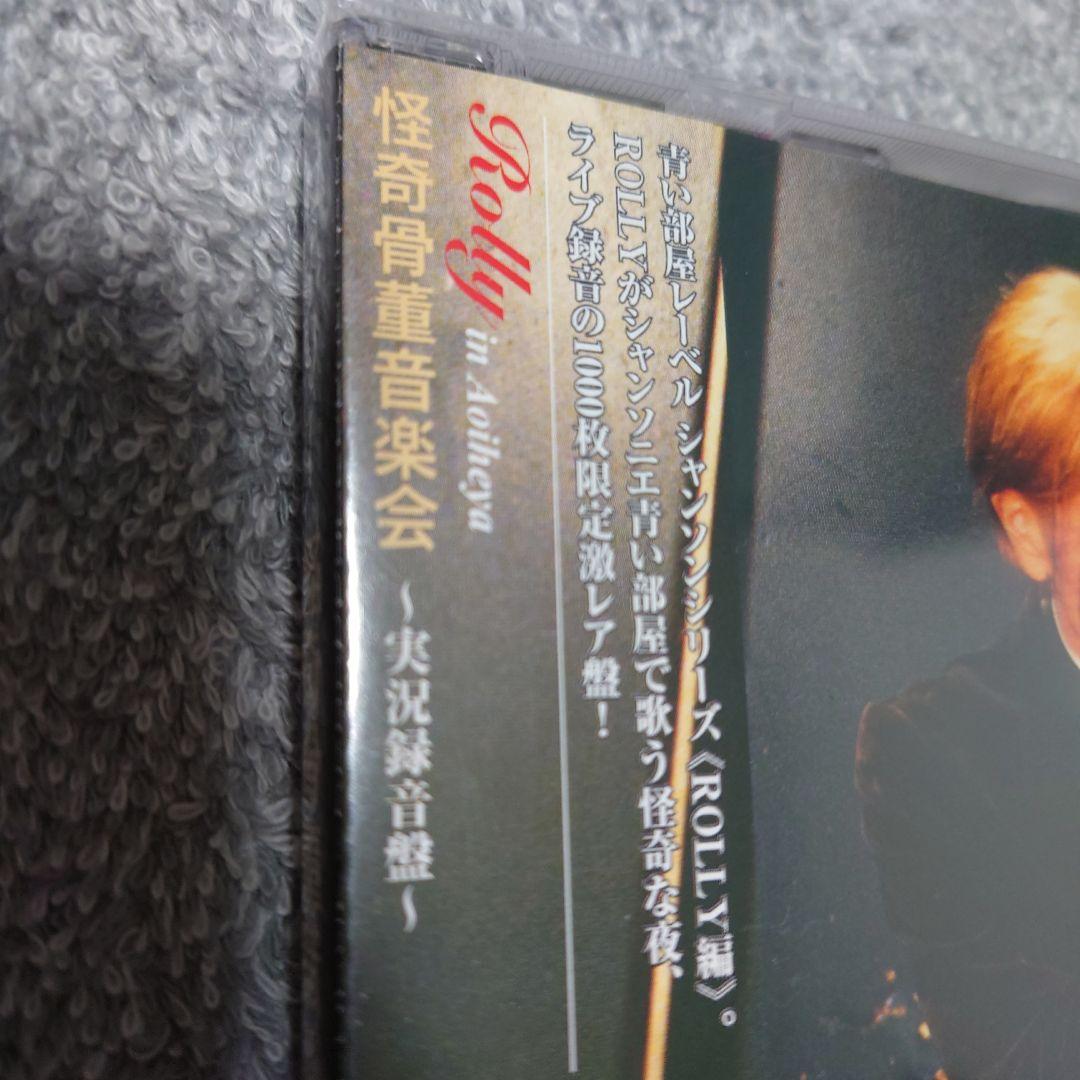 青い部屋レーベル シャンソンシリーズ《ROLLY編》。
ROLLYがシャンソニエ青い部屋で歌う怪奇な夜、
ライブ録音の1000枚限定激レア盤！
Rolly in Aoiheya
怪奇骨董音楽会 〜実況録音盤〜